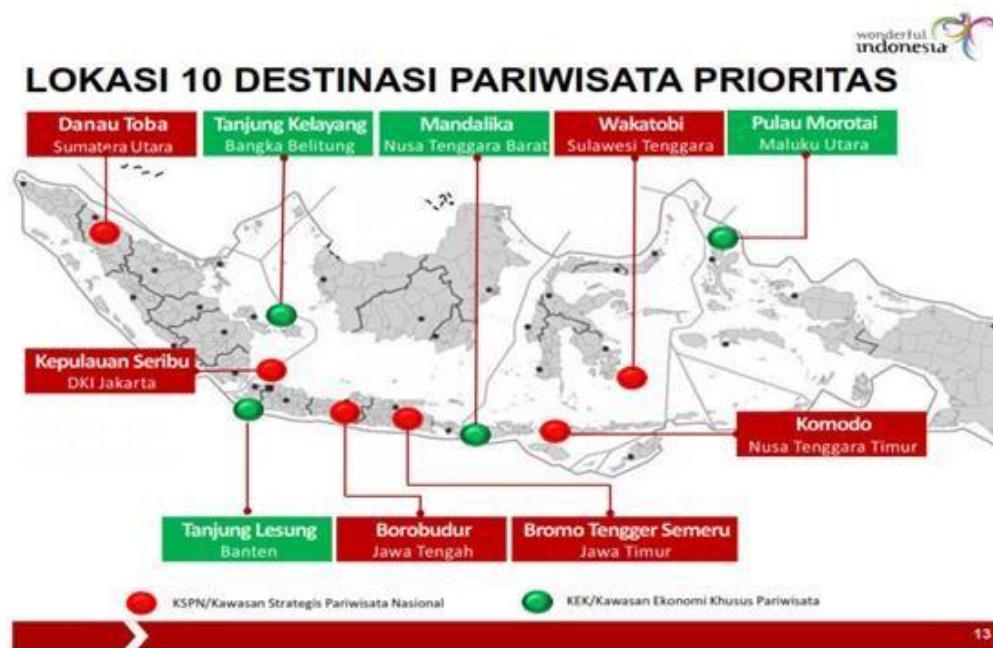 wonderful
indonesia
LOKASI 10 DESTINASI PARIWISATA PRIORITAS
Danau Toba
Sumatera Utara
Tanjung Kelayang
Bangka Belitung
Mandalika
Nusa Tenggara Barat
Wakatobi
Sulawesi Tenggara
Pulau Morotai
Maluku Utara
Kepulauan Seribu
DKI Jakarta
Komodo
Nusa Tenggara Timur
Tanjung Lesung
Banten
Borobudur
Jawa Tengah
Bromo Tengger Semeru
Jawa Timur
KSPN/Kawasan Strategis Pariwisata Nasional
KEK/Kawasan Ekonomi Khusus Pariwisata
13